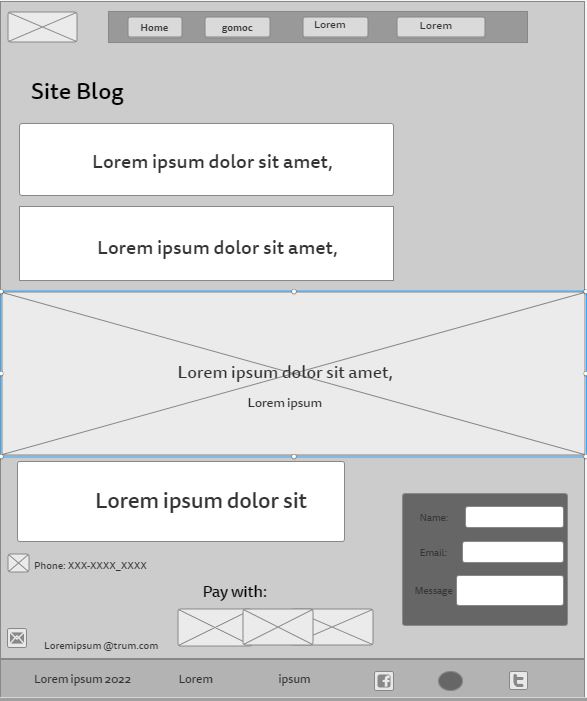 Home gomoc Lorem Lorem
Site Blog
Lorem ipsum dolor sit amet,
Lorem ipsum dolor sit amet,
Lorem ipsum dolor sit amet,
Lorem ipsum
Lorem ipsum dolor sit
Name:
Email:
Message
Phone: XXX-XXXX_XXXX
Pay with:
Loremipsum @trum.com
Lorem ipsum 2022 Lorem ipsum